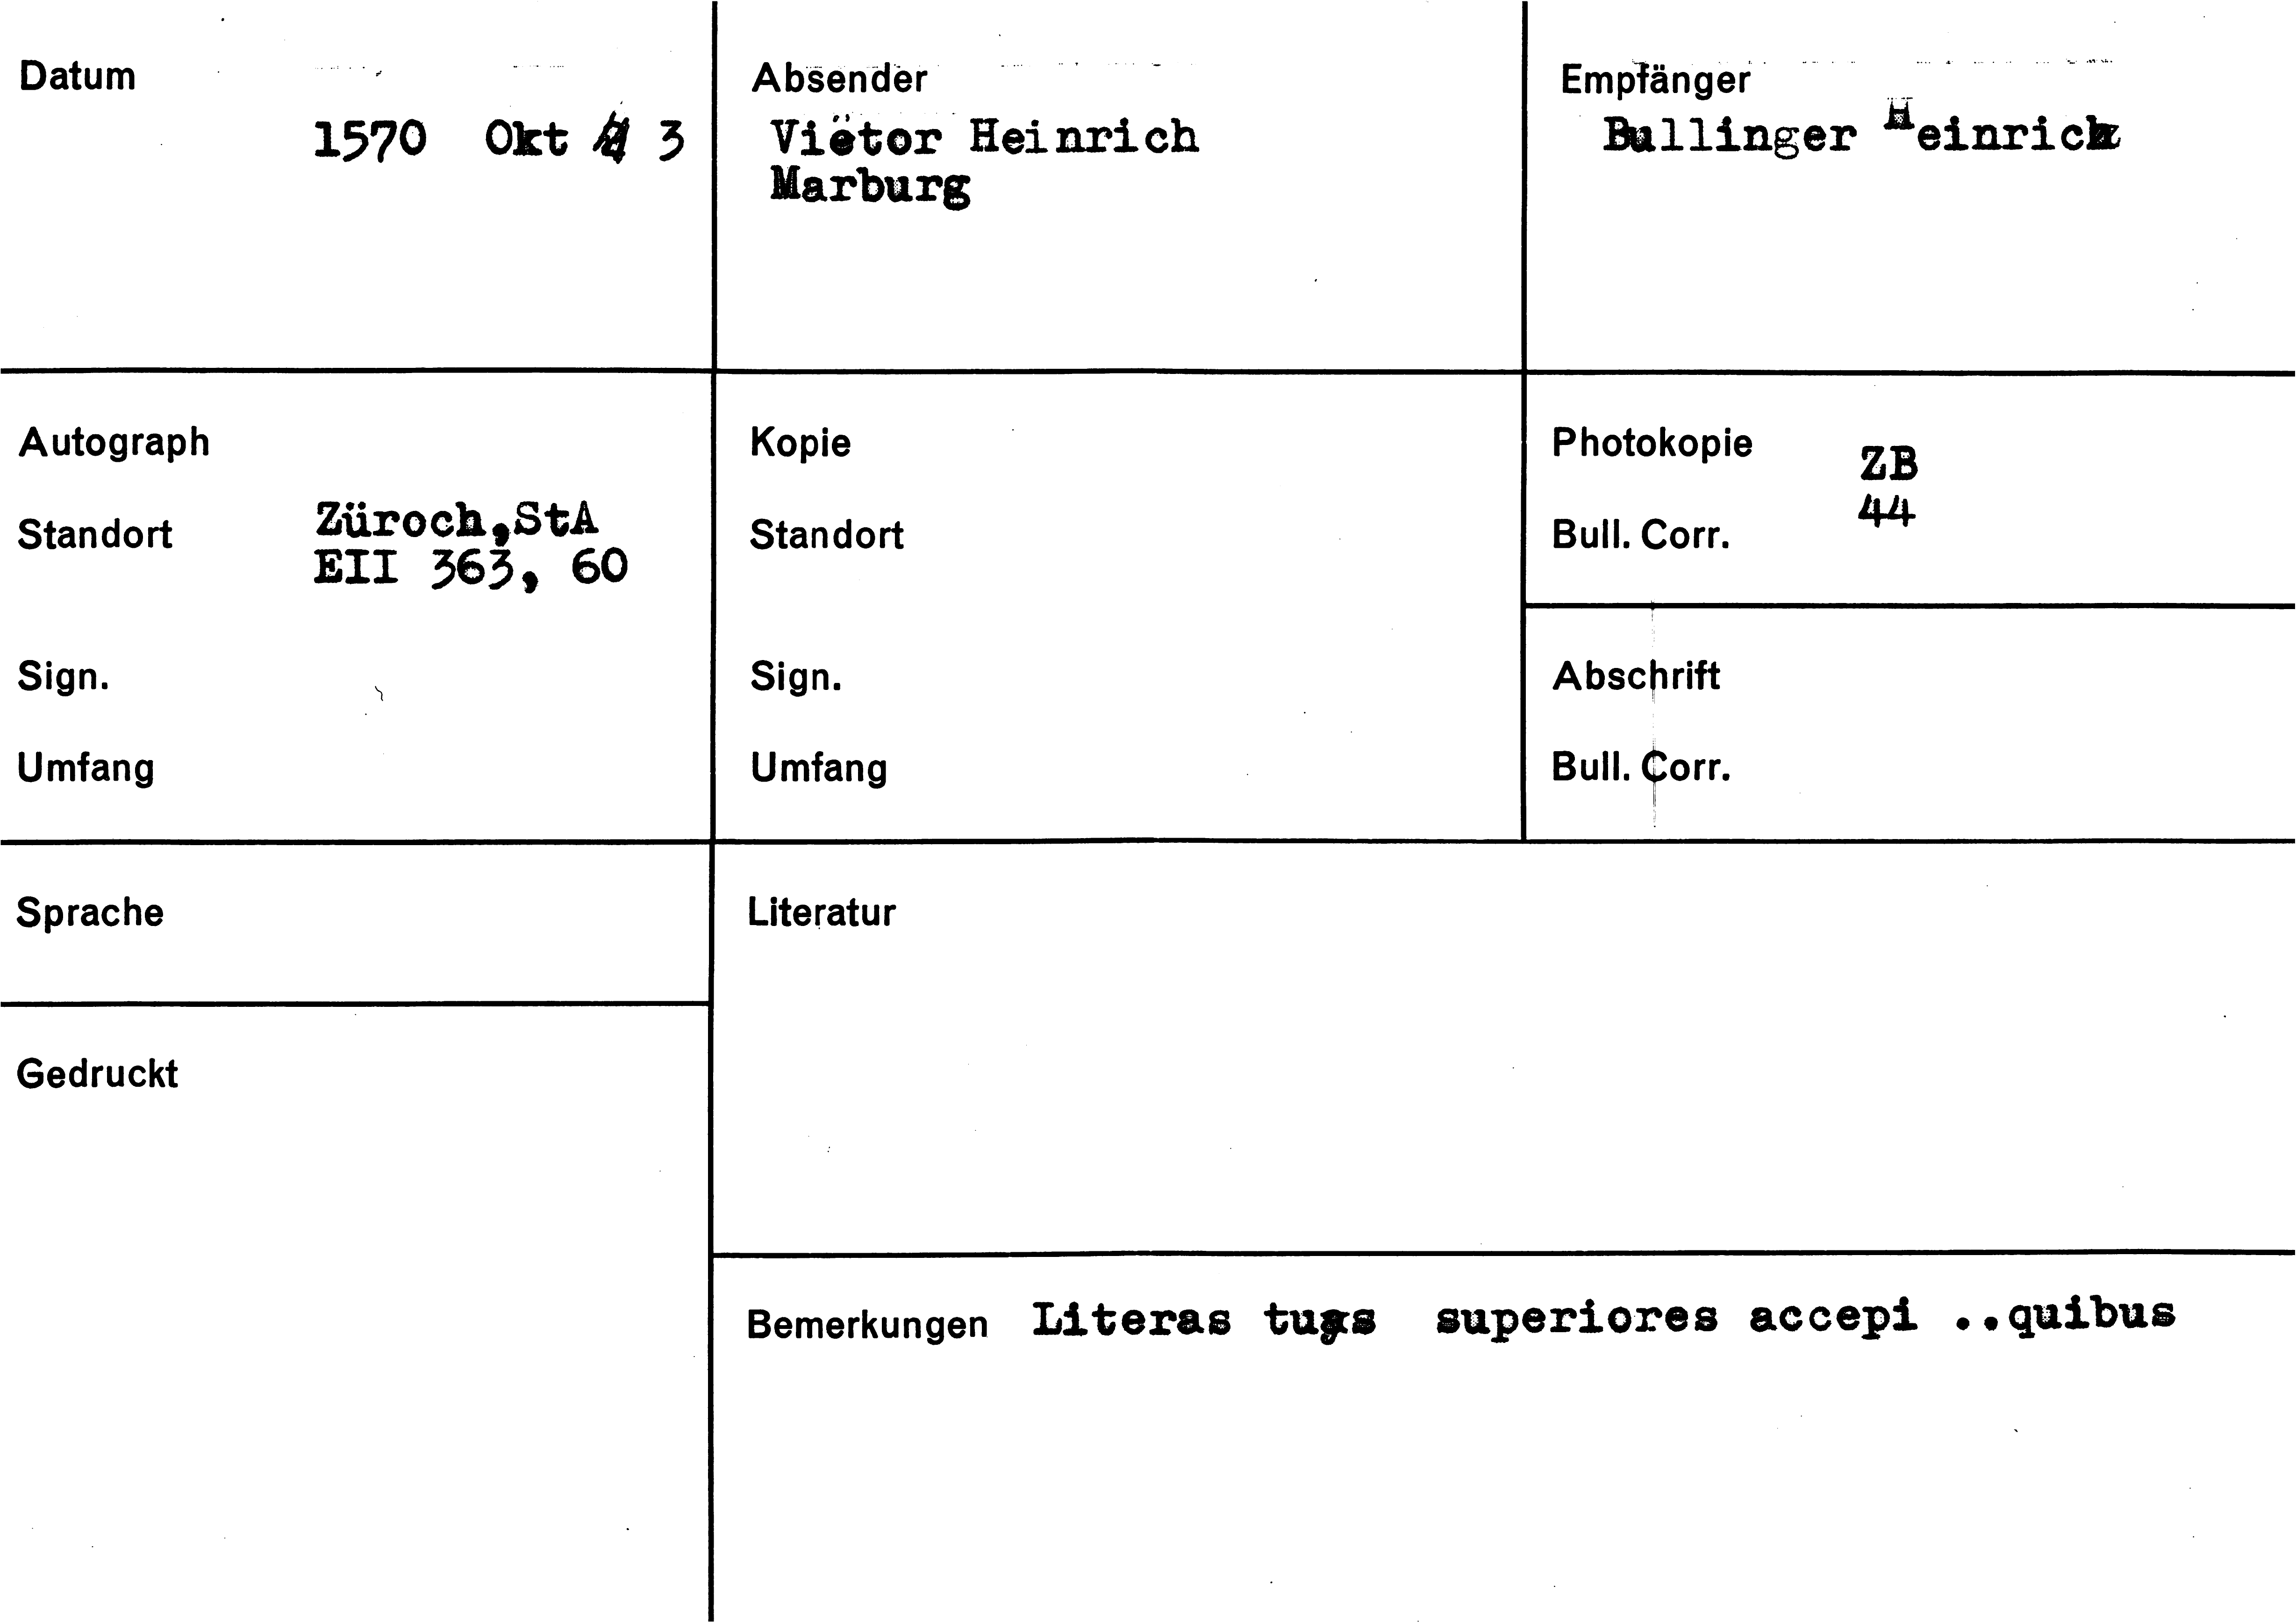 Datum
1570 Okt 3
Absender
Viëtor Heinrich
Marburg
Empfänger
Bullinger Heinrich
Autograph
Standort
Züroch,StA
EII 363, 60
Sign.
Umfang
Kopie
Standort
Sign.
Umfang
Photokopie
ZB
Bull. Corr.
44
Abschrift
Bull. Corr.
Sprache
Gedruckt
Literatur
Bemerkungen Literas tuas superiores accepi ..quibus